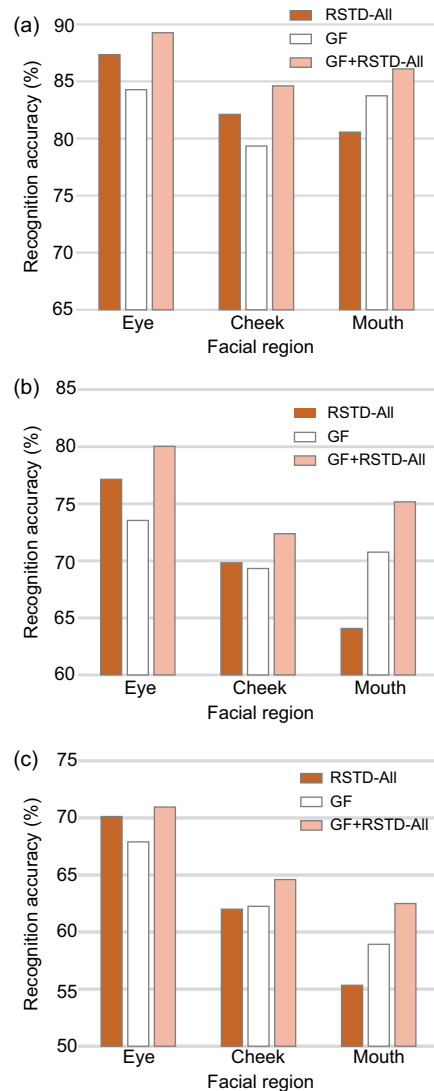 (a)
RSTD-All
GF
GF+RSTD-All
Recognition accuracy (%)
90
85
80
75
70
65
Eye Cheek Mouth
Facial region
(b)
RSTD-All
GF
GF+RSTD-All
Recognition accuracy (%)
85
80
75
70
65
60
Eye Cheek Mouth
Facial region
(c)
RSTD-All
GF
GF+RSTD-All
Recognition accuracy (%)
75
70
65
60
55
50
Eye Cheek Mouth
Facial region